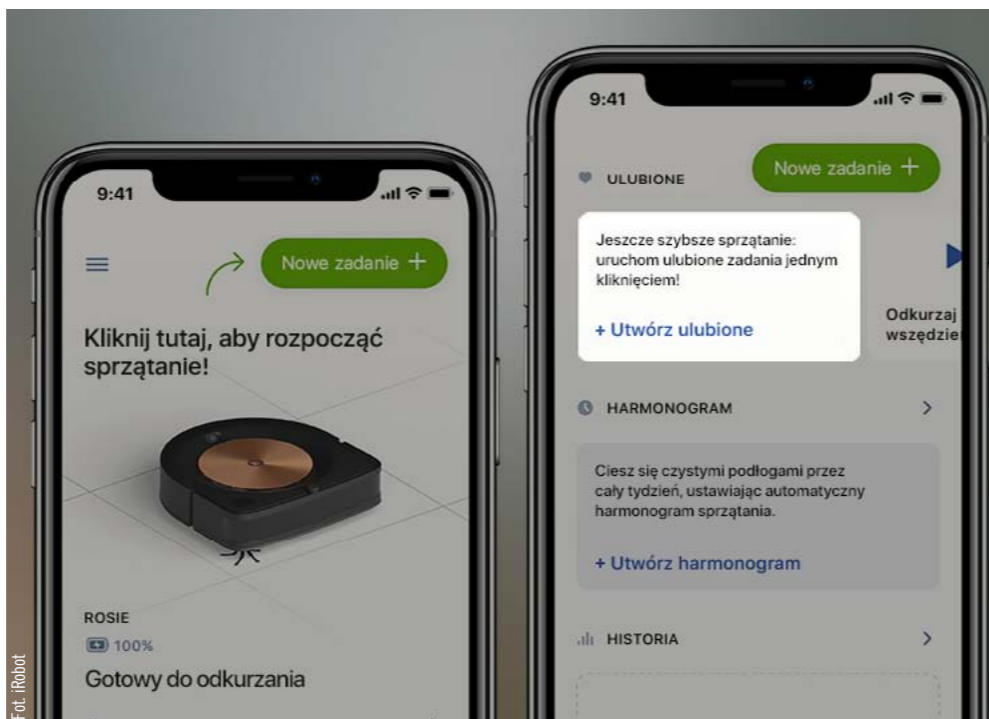 9:41
Nowe zadanie +
Kliknij tutaj, aby rozpocząć
sprzątanie!
ROSIE
100%
Gotowy do odkurzania
9:41
Nowe zadanie +
ULUBIONE
Jeszcze szybsze sprzątanie:
uruchom ulubione zadania jednym
kliknięciem!
+ Utwórz ulubione
Odkurzaj
wszędzie
HARMONOGRAM
Ciesz się czystymi podłogami przez
cały tydzień, ustawiając automatyczny
harmonogram sprzątania.
+ Utwórz harmonogram
HISTORIA
Fot. iRobot